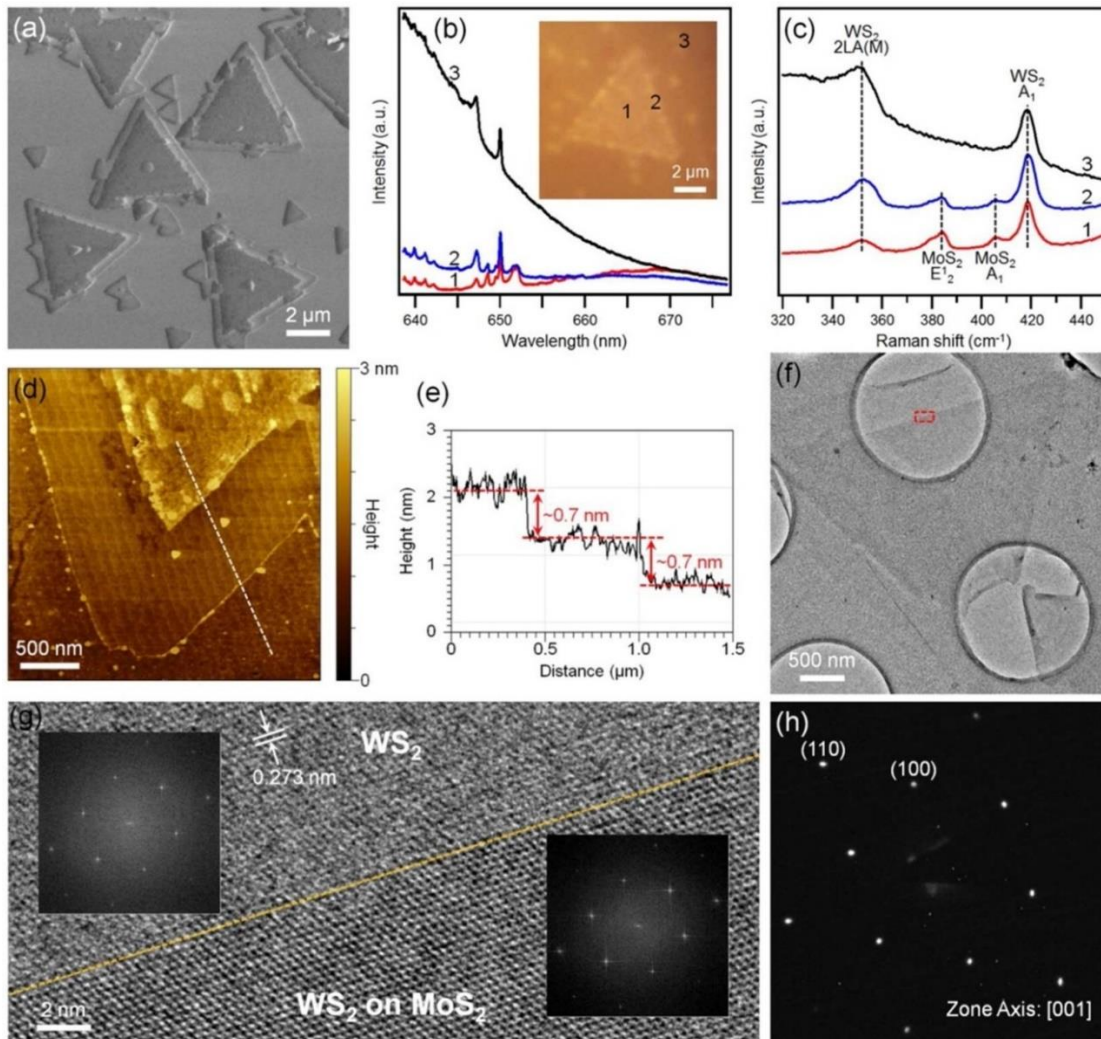 (a)
2 µm
(b)
Intensity (a.u.)
3
2
1
3
1
2
2 µm
640
650
660
670
Wavelength (nm)
(c)
Intensity (a.u.)
WS₂
2LA(M)
WS₂
A₁
3
2
1
MoS₂
E¹₂
MoS₂
A₁
320
340
360
380
400
420
440
Raman shift (cm⁻¹)
(d)
500 nm
3 nm
Height
0
(e)
Height (nm)
3
2
1
0
~0.7 nm
~0.7 nm
0
0.5
1.0
1.5
Distance (µm)
(f)
500 nm
(g)
0.273 nm
WS₂
WS₂ on MoS₂
2 nm
(h)
(110)
(100)
Zone Axis: [001]